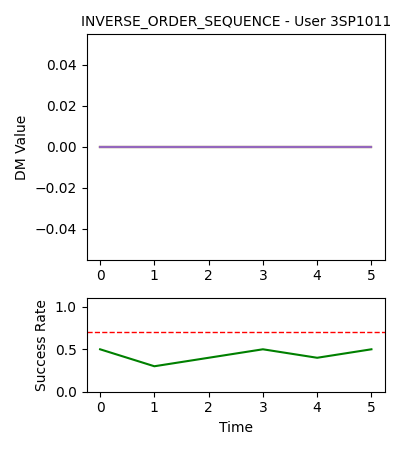 INVERSE_ORDER_SEQUENCE - User 3SP1011
DM Value
0.04
0.02
0.00
−0.02
−0.04
0 1 2 3 4 5
Success Rate
1.0
0.5
0.0
0 1 2 3 4 5
Time